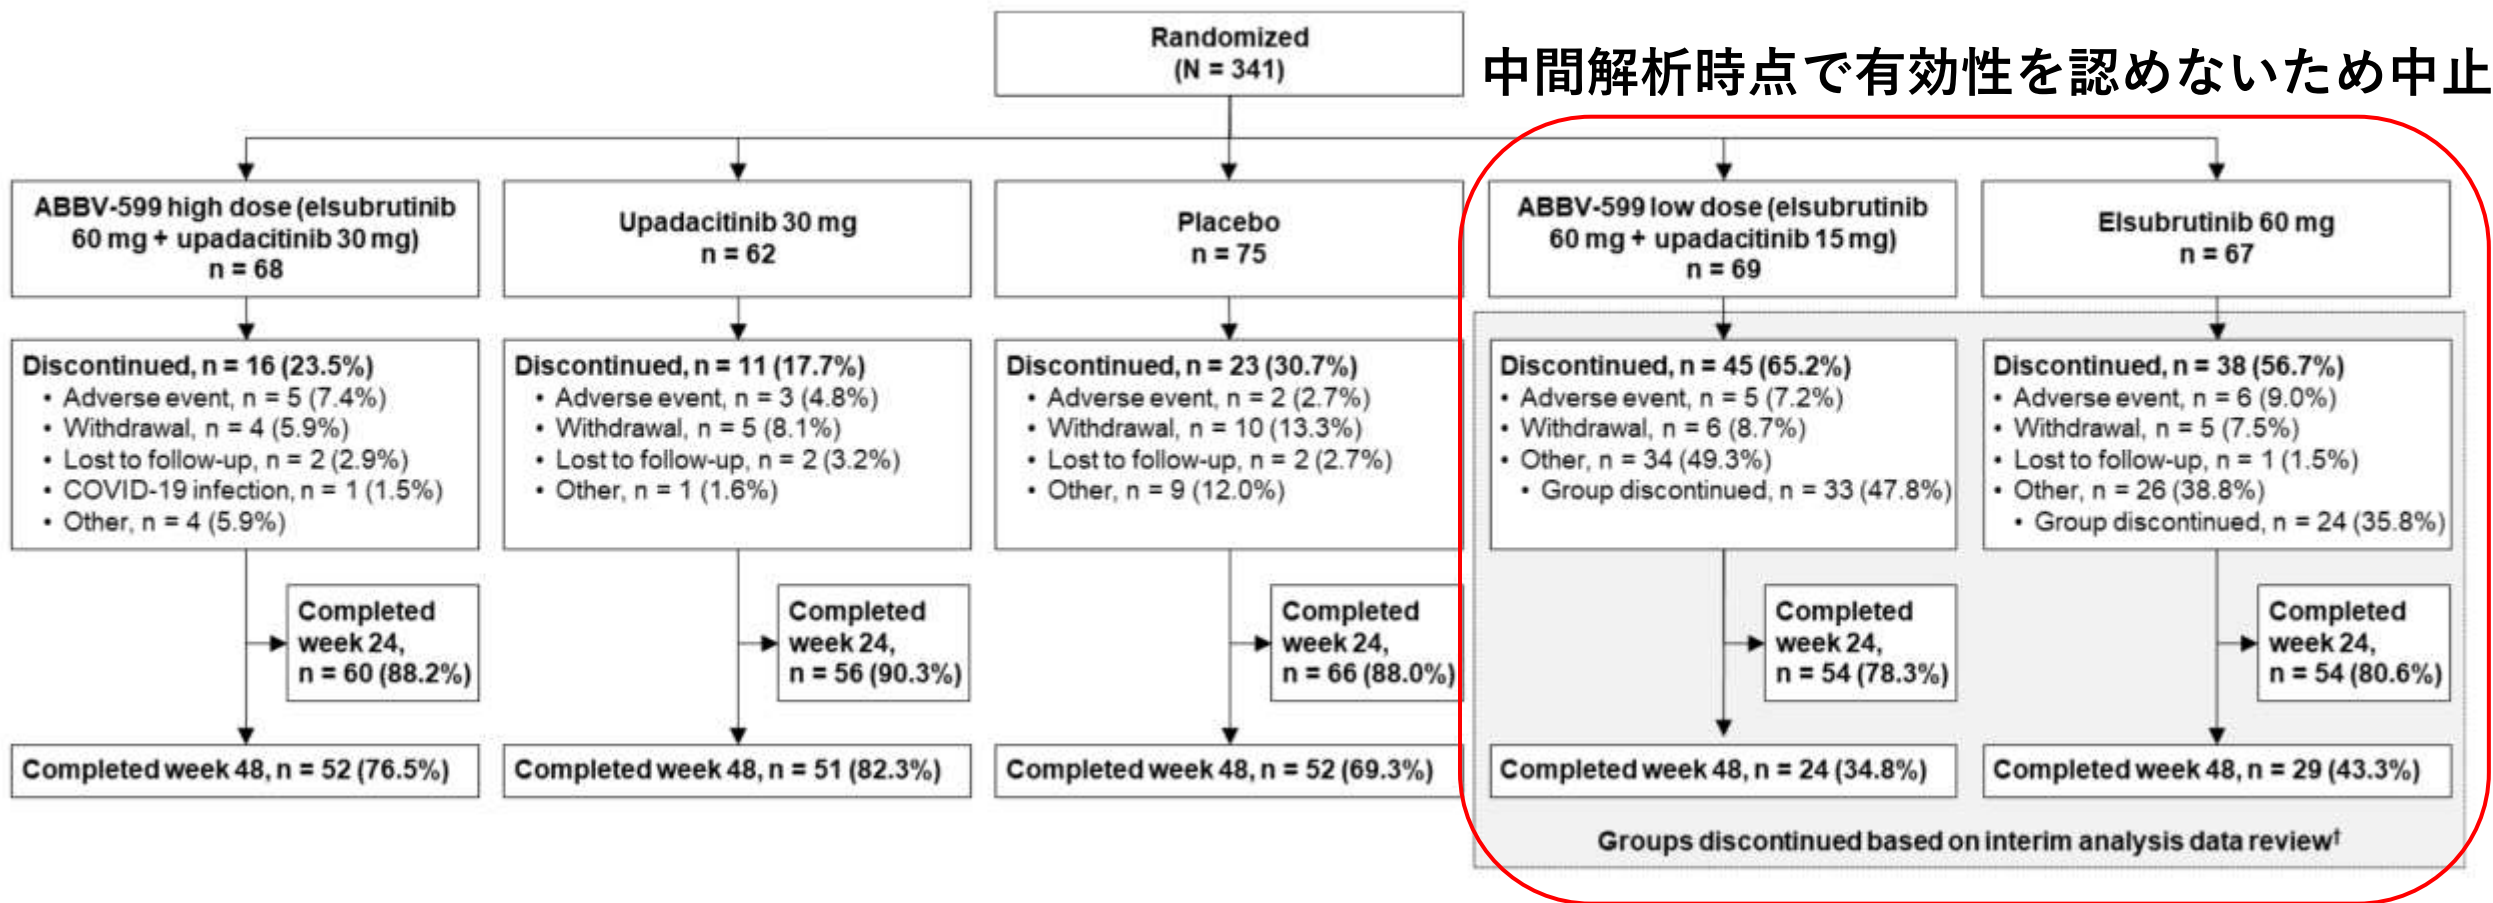 Randomized
(N = 341)
中間解析時点で有効性を認めないため中止
ABBV-599 high dose (elsubrutinib
60 mg + upadacitinib 30 mg)
n = 68
Upadacitinib 30 mg
n = 62
Placebo
n = 75
ABBV-599 low dose (elsubrutinib
60 mg + upadacitinib 15 mg)
n = 69
Elsubrutinib 60 mg
n = 67
Discontinued, n = 16 (23.5%)
• Adverse event, n = 5 (7.4%)
• Withdrawal, n = 4 (5.9%)
• Lost to follow-up, n = 2 (2.9%)
• COVID-19 infection, n = 1 (1.5%)
• Other, n = 4 (5.9%)
Discontinued, n = 11 (17.7%)
• Adverse event, n = 3 (4.8%)
• Withdrawal, n = 5 (8.1%)
• Lost to follow-up, n = 2 (3.2%)
• Other, n = 1 (1.6%)
Discontinued, n = 23 (30.7%)
• Adverse event, n = 2 (2.7%)
• Withdrawal, n = 10 (13.3%)
• Lost to follow-up, n = 2 (2.7%)
• Other, n = 9 (12.0%)
Discontinued, n = 45 (65.2%)
• Adverse event, n = 5 (7.2%)
• Withdrawal, n = 6 (8.7%)
• Other, n = 34 (49.3%)
• Group discontinued, n = 33 (47.8%)
Discontinued, n = 38 (56.7%)
• Adverse event, n = 6 (9.0%)
• Withdrawal, n = 5 (7.5%)
• Lost to follow-up, n = 1 (1.5%)
• Other, n = 26 (38.8%)
• Group discontinued, n = 24 (35.8%)
Completed
week 24,
n = 60 (88.2%)
Completed
week 24,
n = 56 (90.3%)
Completed
week 24,
n = 66 (88.0%)
Completed
week 24,
n = 54 (78.3%)
Completed
week 24,
n = 54 (80.6%)
Completed week 48, n = 52 (76.5%)
Completed week 48, n = 51 (82.3%)
Completed week 48, n = 52 (69.3%)
Completed week 48, n = 24 (34.8%)
Completed week 48, n = 29 (43.3%)
Groups discontinued based on interim analysis data review†